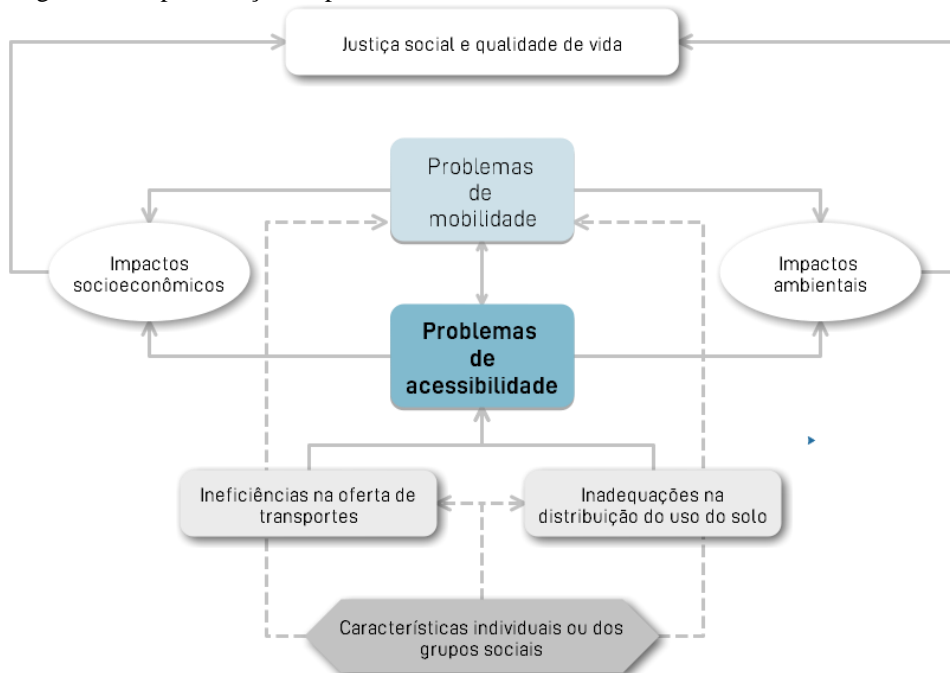 Justiça social e qualidade de vida
Problemas
de
mobilidade
Impactos
socioeconômicos
Impactos
ambientais
Problemas
de
acessibilidade
Ineficiências na oferta de
transportes
Inadequações na
distribuição do uso do solo
Características individuais ou dos
grupos sociais